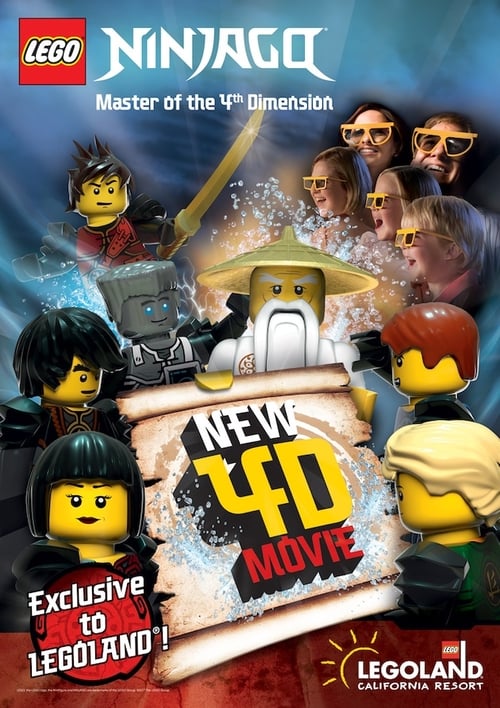 LEGO NINJAGO
Master of the 4th Dimension
NEW
4D
MOVIE
Exclusive
to
LEGOLAND®!
LEGO
LEGOLAND
CALIFORNIA RESORT